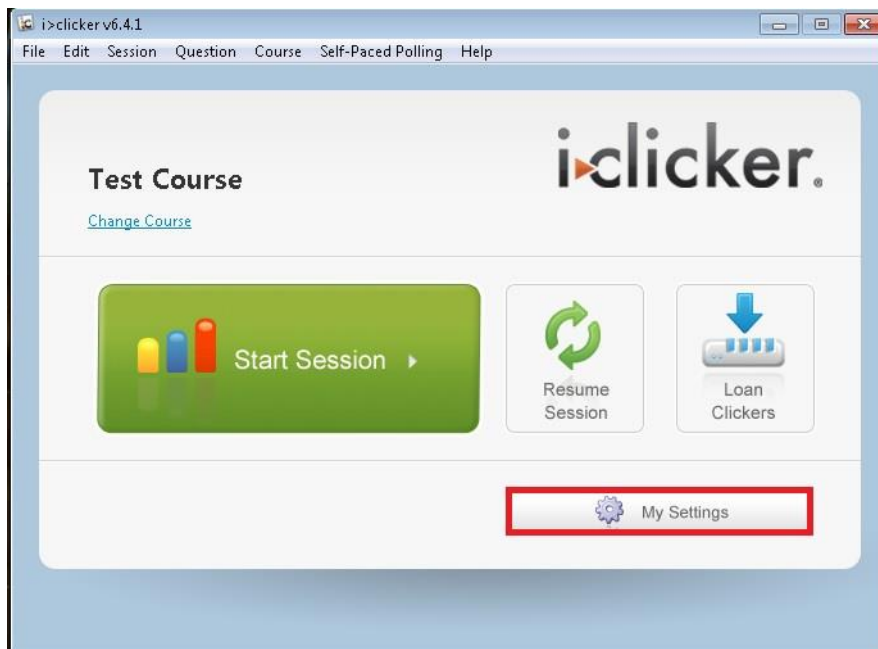 i>clicker v6.4.1
File Edit Session Question Course Self-Paced Polling Help
Test Course
i>clicker®
Change Course
Start Session
Resume
Session
Loan
Clickers
My Settings